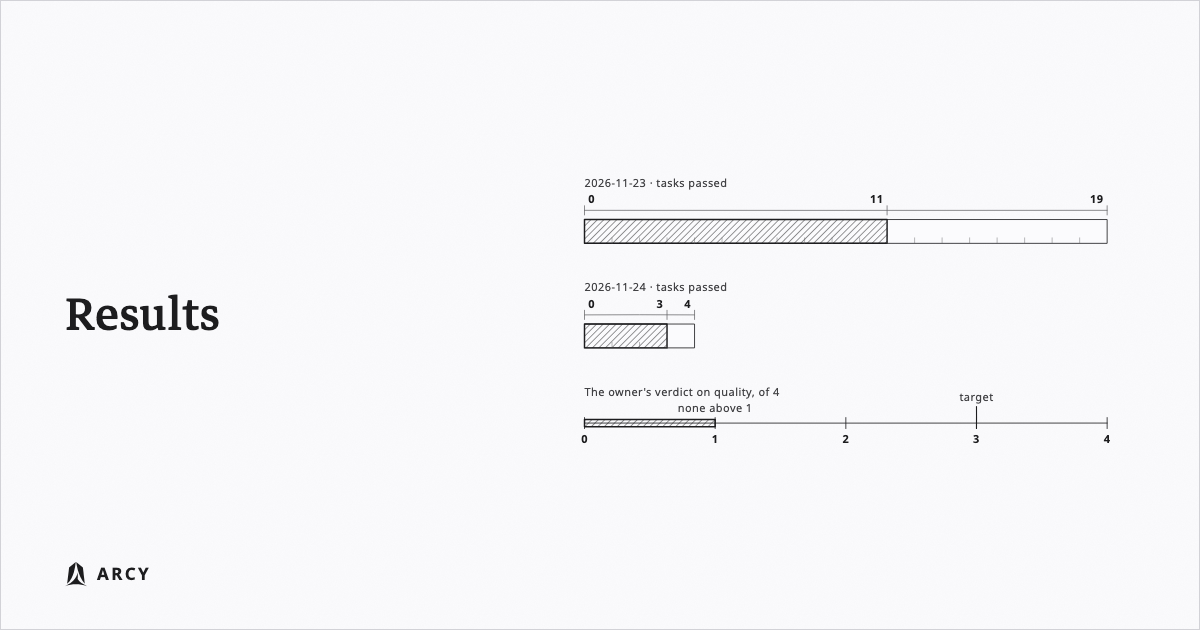 Results
2026-11-23 · tasks passed
0 11 19
2026-11-24 · tasks passed
0 3 4
The owner's verdict on quality, of 4
none above 1
target
0 1 2 3 4
ARCY